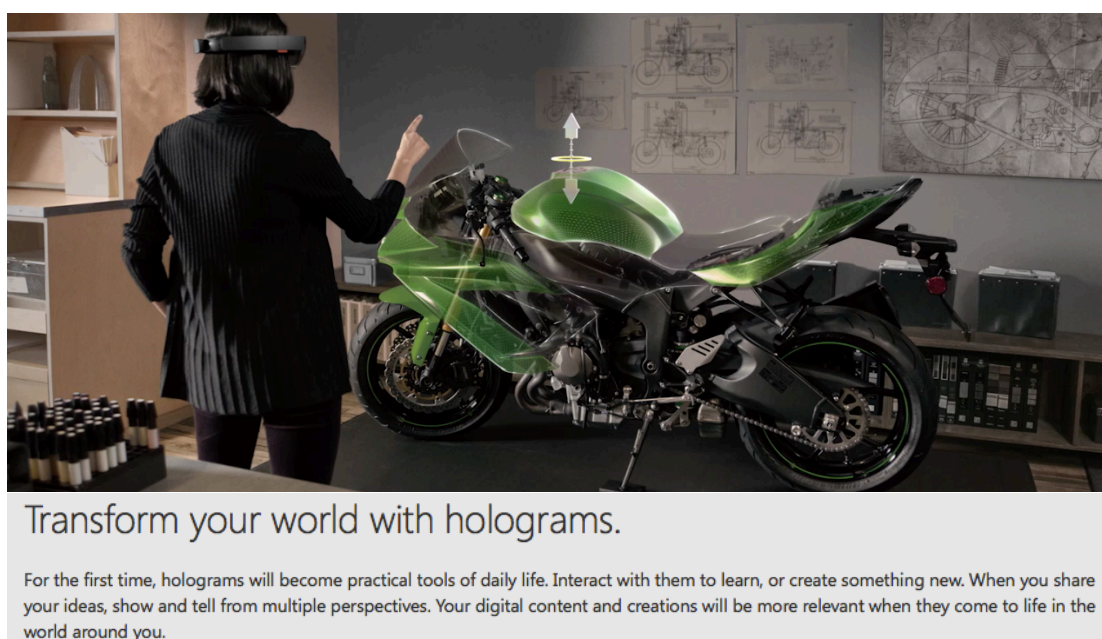 Transform your world with holograms.
For the first time, holograms will become practical tools of daily life. Interact with them to learn, or create something new. When you share
your ideas, show and tell from multiple perspectives. Your digital content and creations will be more relevant when they come to life in the
world around you.